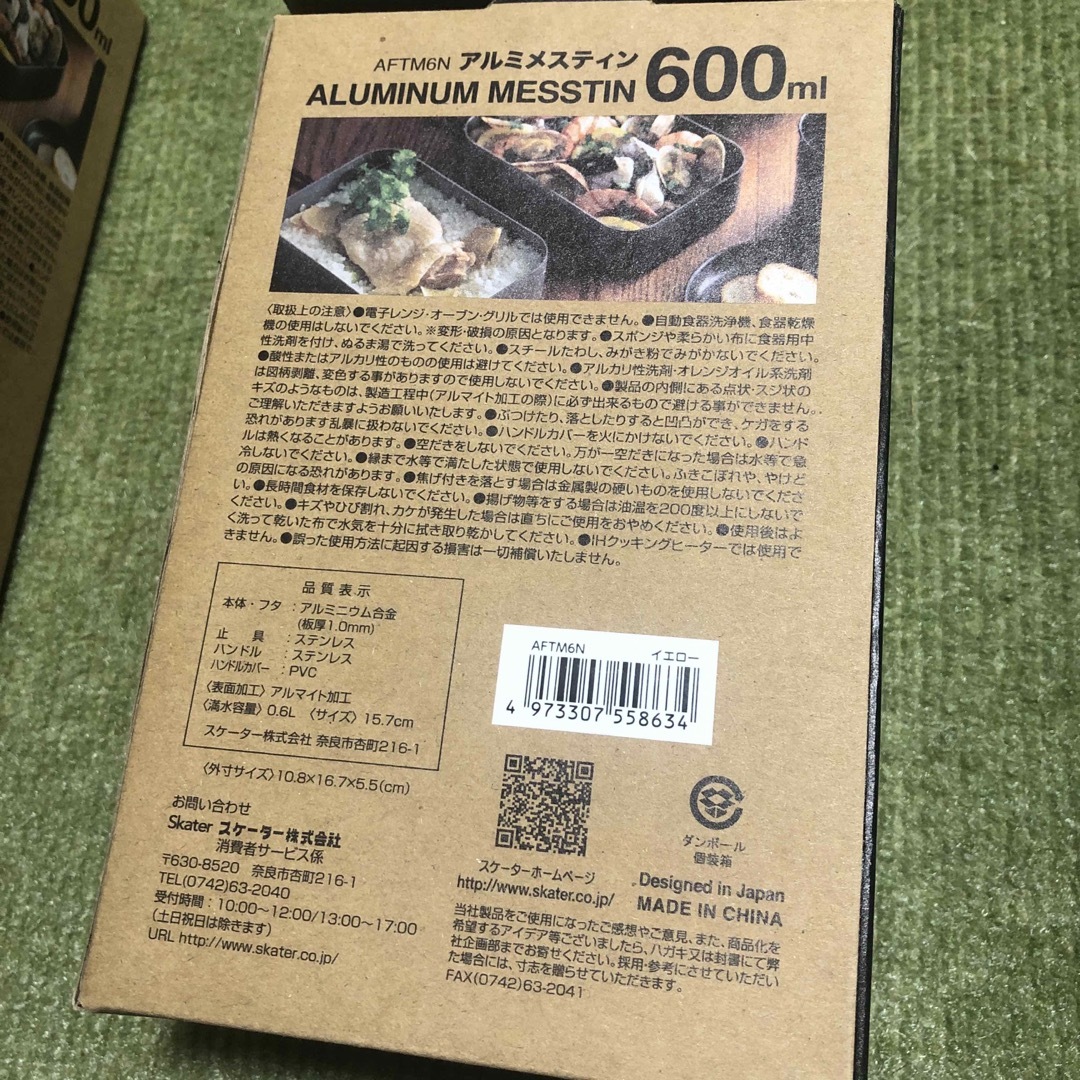 00ml
AFTM6N アルミメスティン
ALUMINUM MESSTIN 600ml
〈取扱上の注意〉●電子レンジ・オーブン・グリルでは使用できません。●自動食器洗浄機、食器乾燥
機の使用はしないでください。※変形・破損の原因となります。●スポンジや柔らかい布に食器用中
性洗剤を付け、ぬるま湯で洗ってください。●スチールたわし、みがき粉でみがかないでください。
●酸性またはアルカリ性のものの使用は避けてください。●アルカリ性洗剤・オレンジオイル系洗剤
は図柄剥離、変色する事がありますので使用しないでください。●製品の内側にある点状・スジ状の
キズのようなものは、製造工程中(アルマイト加工の際)に必ず出来るもので避ける事ができません。
ご理解いただきますようお願いいたします。●ぶつけたり、落としたりすると凹凸ができ、ケガをする
恐れがあります乱暴に扱わないでください。●ハンドルカバーを火にかけないでください。●ハンド
ルは熱くなることがあります。●空だきをしないでください。万が一空だきになった場合は水等で急
冷しないでください。●縁まで水等で満たした状態で使用しないでください。ふきこぼれや、やけど
の原因になる恐れがあります。●焦げ付きを落とす場合は金属製の硬いものを使用しないでくださ
い。●長時間食材を保存しないでください。●揚げ物等をする場合は油温を200度以上にしないで
ください。●キズやひび割れ、カケが発生した場合は直ちにご使用をおやめください。●使用後はよ
く洗って乾いた布で水気を十分に拭き取り乾かしてください。●IHクッキングヒーターでは使用で
きません。●誤った使用方法に起因する損害は一切補償いたしません。
品質表示
本体・フタ :アルミニウム合金
(板厚1.0mm)
止具 :ステンレス
ハンドル :ステンレス
ハンドルカバー :PVC
〈表面加工〉アルマイト加工
〈満水容量〉0.6L 〈サイズ〉15.7cm
スケーター株式会社 奈良市杏町216-1
〈外寸サイズ〉10.8×16.7×5.5(cm)
AFTM6N イエロー
4 973307 558634
お問い合わせ
Skater スケーター株式会社
消費者サービス係
〒630-8520 奈良市杏町216-1
TEL(0742)63-2040
受付時間:10:00〜12:00/13:00〜17:00
(土日祝日は除きます)
URL http://www.skater.co.jp/
スケーターホームページ
http://www.skater.co.jp/
ダンボール
個装箱
Designed in Japan
MADE IN CHINA
当社製品をご使用になったご感想やご意見、また、商品化を
希望するアイデア等ございましたら、ハガキ又は封書にて弊
社企画部までお寄せください。採用・参考にさせていただい
た場合には、寸志を贈らせていただきます。
FAX(0742)63-2041